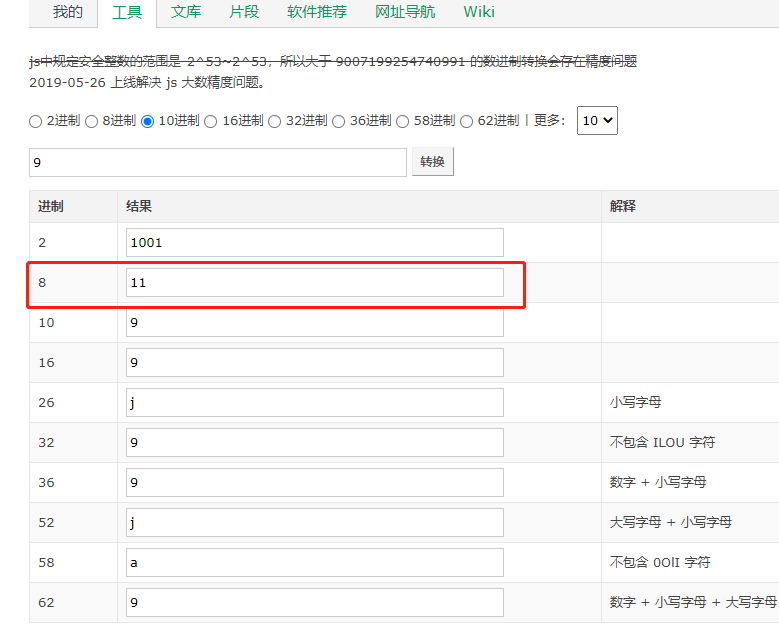 我的 工具 文库 片段 软件推荐 网址导航 Wiki
js中规定安全整数的范围是 -2^53~2^53，所以大于 9007199254740991 的数进制转换会存在精度问题
2019-05-26 上线解决 js 大数精度问题。
2进制 8进制 10进制 16进制 32进制 36进制 58进制 62进制 | 更多： 10
9 转换
进制 结果 解释
2 1001
8 11
10 9
16 9
26 j 小写字母
32 9 不包含 ILOU 字符
36 9 数字 + 小写字母
52 j 大写字母 + 小写字母
58 a 不包含 0OlI 字符
62 9 数字 + 小写字母 + 大写字母